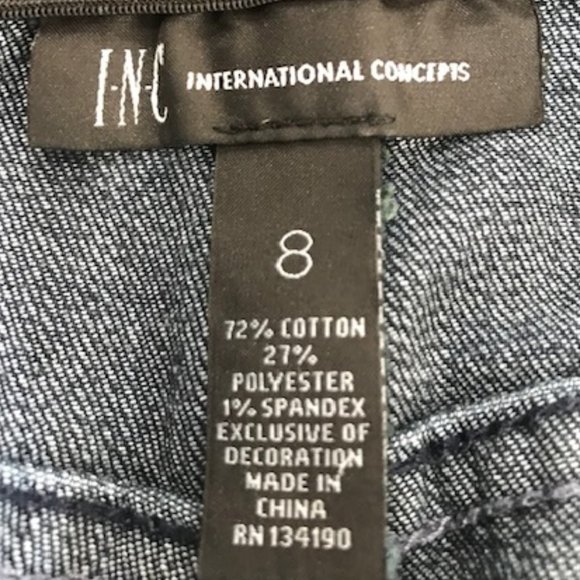 I-N-C INTERNATIONAL CONCEPTS
8
72% COTTON
27%
POLYESTER
1% SPANDEX
EXCLUSIVE OF
DECORATION
MADE IN
CHINA
RN 134190